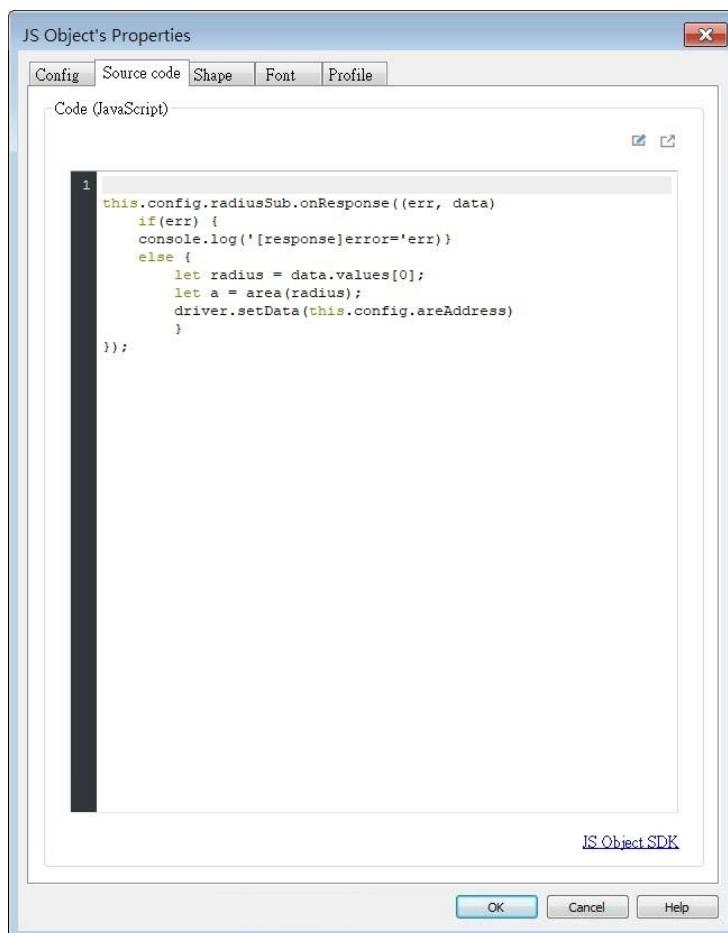 JS Object's Properties
Config Source code Shape Font Profile
Code (JavaScript)
1
this.config.radiusSub.onResponse((err, data)
if(err) {
console.log('[response]error='err)}
else {
let radius = data.values[0];
let a = area(radius);
driver.setData(this.config.areAddress)
}
});
JS Object SDK
OK Cancel Help